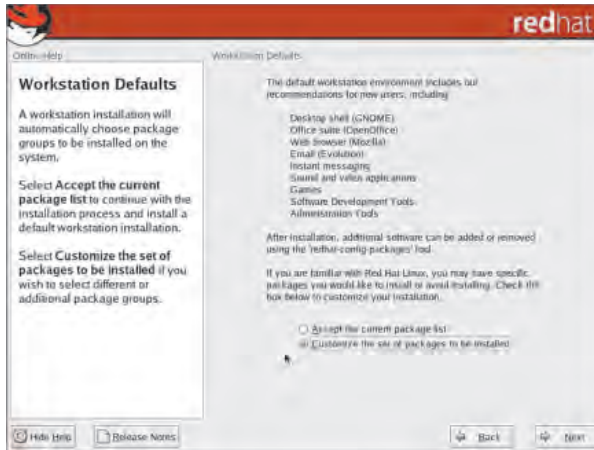 redhat
Online Help
Workstation Defaults
Workstation Defaults
A workstation installation will
automatically choose package
groups to be installed on the
system.
Select Accept the current
package list to continue with the
installation process and install a
default workstation installation.
Select Customize the set of
packages to be installed if you
wish to select different or
additional package groups.
The default workstation environment includes our
recommendations for new users, including:
Desktop shell (GNOME)
Office suite (OpenOffice)
Web browser (Mozilla)
Email (Evolution)
Instant messaging
Sound and video applications
Games
Software Development Tools
Administration Tools
After installation, additional software can be added or removed
using the 'redhat-config-packages' tool.
If you are familiar with Red Hat Linux, you may have specific
packages you would like to install or avoid installing. Check the
box below to customize your installation.
Accept the current package list
Customize the set of packages to be installed
Hide Help
Release Notes
Back
Next